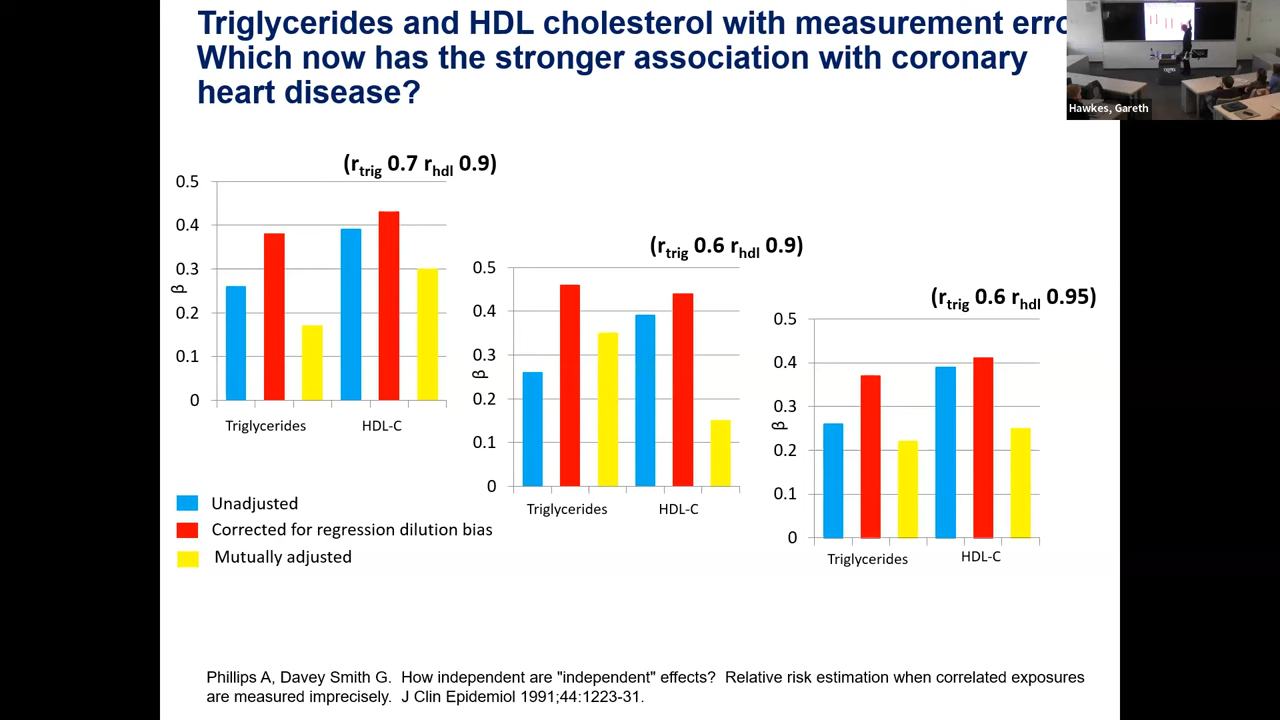 Triglycerides and HDL cholesterol with measurement erro
Which now has the stronger association with coronary
heart disease?
Hawkes, Gareth
(rtrig 0.7 rhdl 0.9)
0.5
0.4
0.3
0.2
0.1
0
β
Triglycerides
HDL-C
(rtrig 0.6 rhdl 0.9)
0.5
0.4
0.3
0.2
0.1
0
β
Triglycerides
HDL-C
(rtrig 0.6 rhdl 0.95)
0.5
0.4
0.3
0.2
0.1
0
β
Triglycerides
HDL-C
Unadjusted
Corrected for regression dilution bias
Mutually adjusted
Phillips A, Davey Smith G. How independent are "independent" effects? Relative risk estimation when correlated exposures
are measured imprecisely. J Clin Epidemiol 1991;44:1223-31.